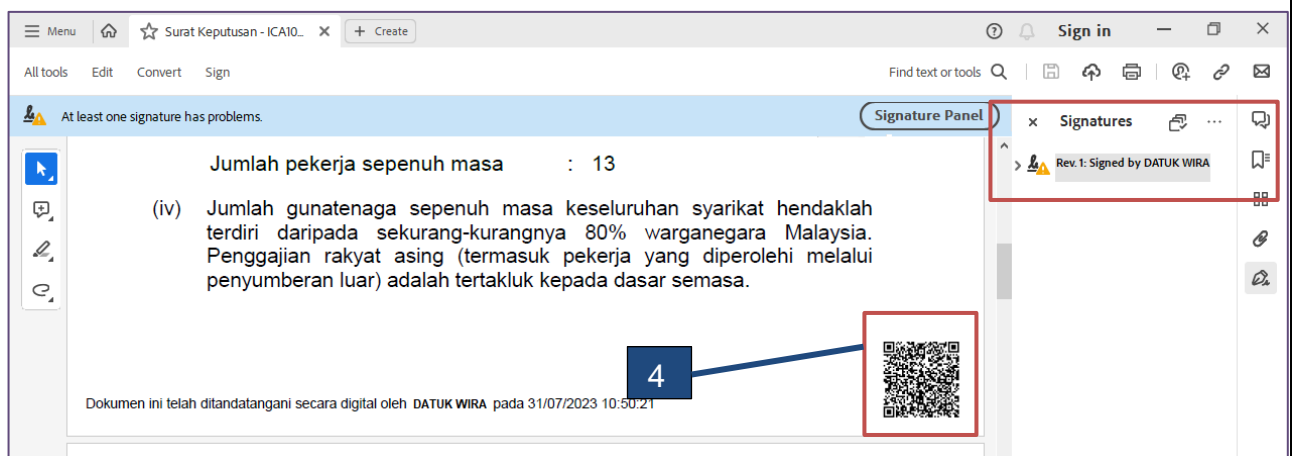 Menu
Surat Keputusan - ICA10...
+ Create
Sign in
All tools Edit Convert Sign
Find text or tools
At least one signature has problems.
Signature Panel
Signatures
Rev. 1: Signed by DATUK WIRA
Jumlah pekerja sepenuh masa : 13
(iv) Jumlah gunatenaga sepenuh masa keseluruhan syarikat hendaklah
terdiri daripada sekurang-kurangnya 80% warganegara Malaysia.
Penggajian rakyat asing (termasuk pekerja yang diperolehi melalui
penyumberan luar) adalah tertakluk kepada dasar semasa.
4
Dokumen ini telah ditandatangani secara digital oleh DATUK WIRA pada 31/07/2023 10:50:21